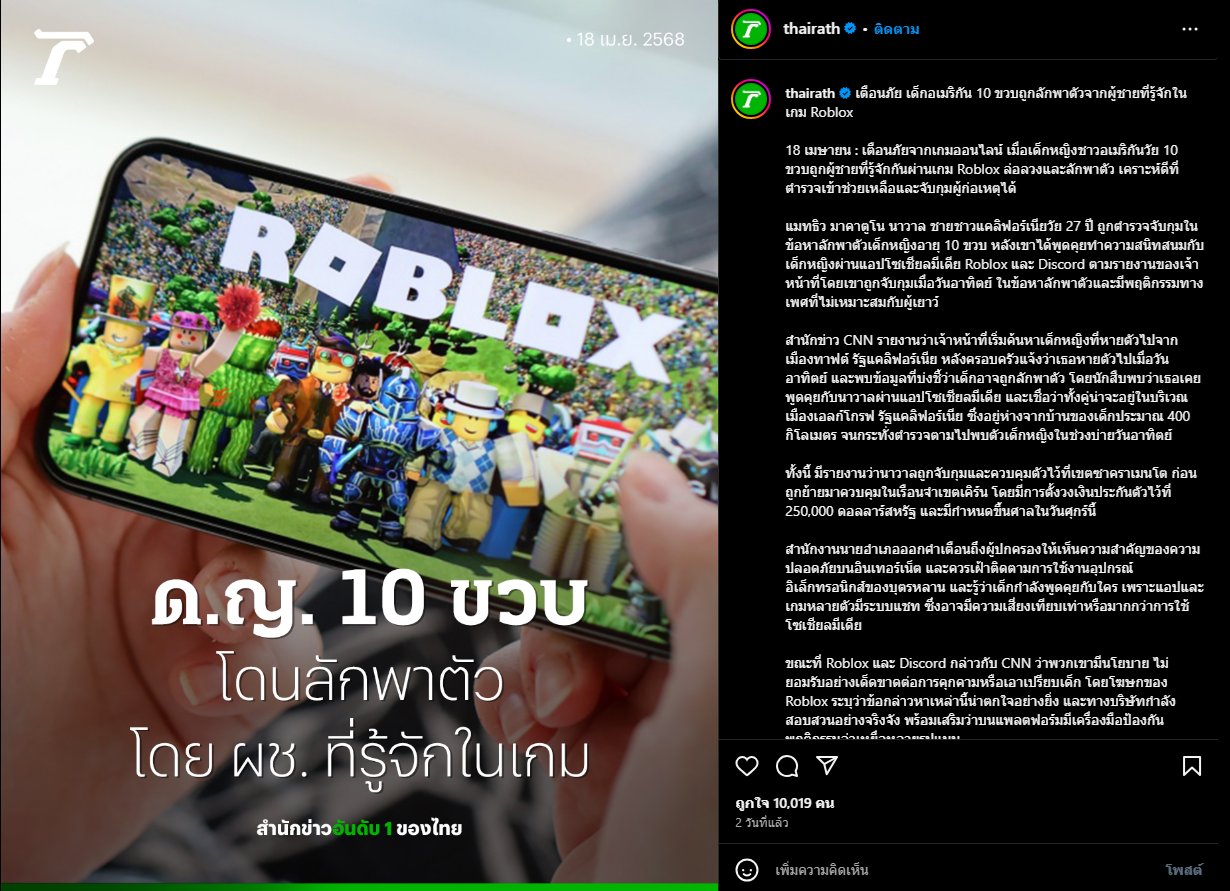 • 18 เม.ย. 2568
ROBLOX
ด.ญ. 10 ขวบ
โดนลักพาตัว
โดย ผช. ที่รู้จักในเกม
สำนักข่าวอันดับ 1 ของไทย
thairath • ติดตาม
thairath เตือนภัย เด็กอเมริกัน 10 ขวบถูกลักพาตัวจากผู้ชายที่รู้จักใน
เกม Roblox
18 เมษายน : เตือนภัยจากเกมออนไลน์ เมื่อเด็กหญิงชาวอเมริกันวัย 10
ขวบถูกผู้ชายที่รู้จักกันผ่านเกม Roblox ล่อลวงและลักพาตัว เคราะห์ดีที่
ตำรวจเข้าช่วยเหลือและจับกุมผู้ก่อเหตุได้
แมทธิว มาคาตูโน นาวาล ชายชาวแคลิฟอร์เนียวัย 27 ปี ถูกตำรวจจับกุมใน
ข้อหาลักพาตัวเด็กหญิงอายุ 10 ขวบ หลังเขาได้พูดคุยทำความสนิทสนมกับ
เด็กหญิงผ่านแอปโซเชียลมีเดีย Roblox และ Discord ตามรายงานของเจ้า
หน้าที่โดยเขาถูกจับกุมเมื่อวันอาทิตย์ ในข้อหาลักพาตัวและมีพฤติกรรมทาง
เพศที่ไม่เหมาะสมกับผู้เยาว์
สำนักข่าว CNN รายงานว่าเจ้าหน้าที่เริ่มค้นหาเด็กหญิงที่หายตัวไปจาก
เมืองทาฟต์ รัฐแคลิฟอร์เนีย หลังครอบครัวแจ้งว่าเธอหายตัวไปเมื่อวัน
อาทิตย์ และพบข้อมูลที่บ่งชี้ว่าเด็กอาจถูกลักพาตัว โดยนักสืบพบว่าเธอเคย
พูดคุยกับนาวาลผ่านแอปโซเชียลมีเดีย และเชื่อว่าทั้งคู่น่าจะอยู่ในบริเวณ
เมืองเอลก์โกรฟ รัฐแคลิฟอร์เนีย ซึ่งอยู่ห่างจากบ้านของเด็กประมาณ 400
กิโลเมตร จนกระทั่งตำรวจตามไปพบตัวเด็กหญิงในช่วงบ่ายวันอาทิตย์
ทั้งนี้ มีรายงานว่านาวาลถูกจับกุมและควบคุมตัวไว้ที่เขตซาคราเมนโต ก่อน
ถูกย้ายมาควบคุมในเรือนจำเขตเคิร์น โดยมีการตั้งวงเงินประกันตัวไว้ที่
250,000 ดอลลาร์สหรัฐ และมีกำหนดขึ้นศาลในวันศุกร์นี้
สำนักงานนายอำเภอออกคำเตือนถึงผู้ปกครองให้เห็นความสำคัญของความ
ปลอดภัยบนอินเทอร์เน็ต และควรเฝ้าติดตามการใช้งานอุปกรณ์
อิเล็กทรอนิกส์ของบุตรหลาน และรู้ว่าเด็กกำลังพูดคุยกับใคร เพราะแอปและ
เกมหลายตัวมีระบบแชท ซึ่งอาจมีความเสี่ยงเทียบเท่าหรือมากกว่าการใช้
โซเชียลมีเดีย
ขณะที่ Roblox และ Discord กล่าวกับ CNN ว่าพวกเขามีนโยบาย ไม่
ยอมรับอย่างเด็ดขาดต่อการคุกคามหรือเอาเปรียบเด็ก โดยโฆษกของ
Roblox ระบุว่าข้อกล่าวหาเหล่านี้น่าตกใจอย่างยิ่ง และทางบริษัทกำลัง
สอบสวนอย่างจริงจัง พร้อมเสริมว่าบนแพลตฟอร์มมีเครื่องมือป้องกัน
ถูกใจ 10,019 คน
2 วันที่แล้ว
เพิ่มความคิดเห็น
โพสต์